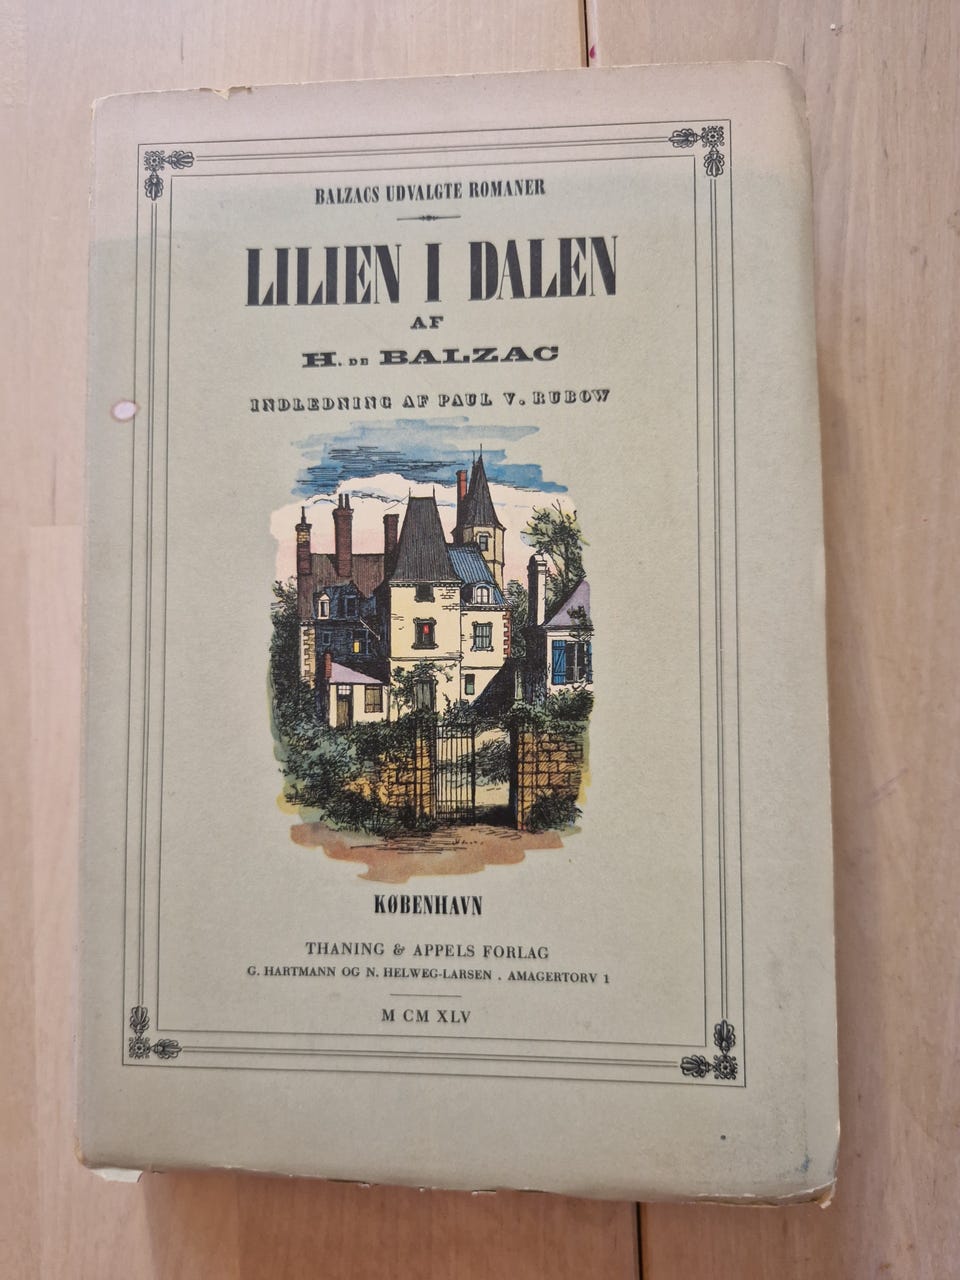 BALZACS UDVALGTE ROMANER
LILIEN I DALEN
AF
H. DE BALZAC
INDLEDNING AF PAUL V. RUBOW
KØBENHAVN
THANING & APPELS FORLAG
G. HARTMANN OG N. HELWEG-LARSEN . AMAGERTORV 1
M CM XLV